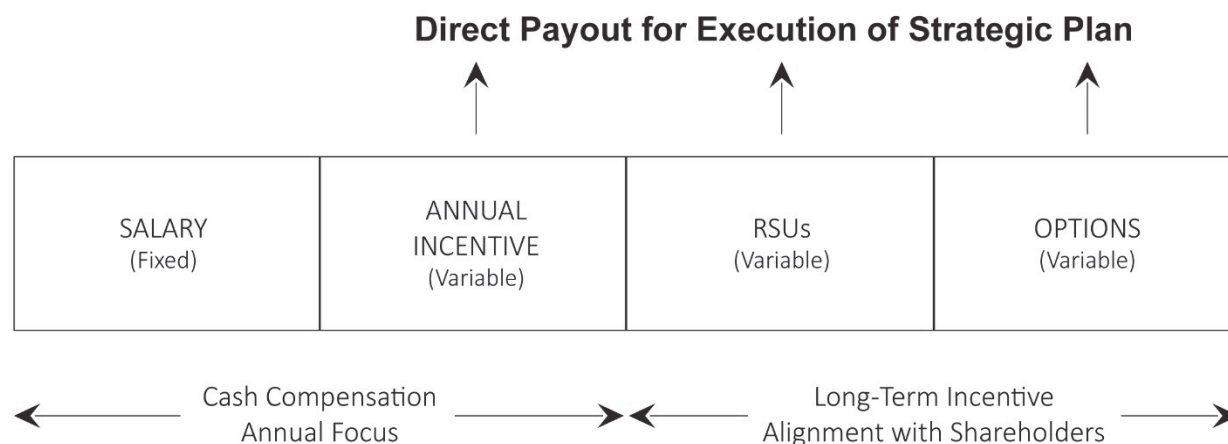 Direct Payout for Execution of Strategic Plan
SALARY
(Fixed)
ANNUAL
INCENTIVE
(Variable)
RSUs
(Variable)
OPTIONS
(Variable)
Cash Compensation
Annual Focus
Long-Term Incentive
Alignment with Shareholders